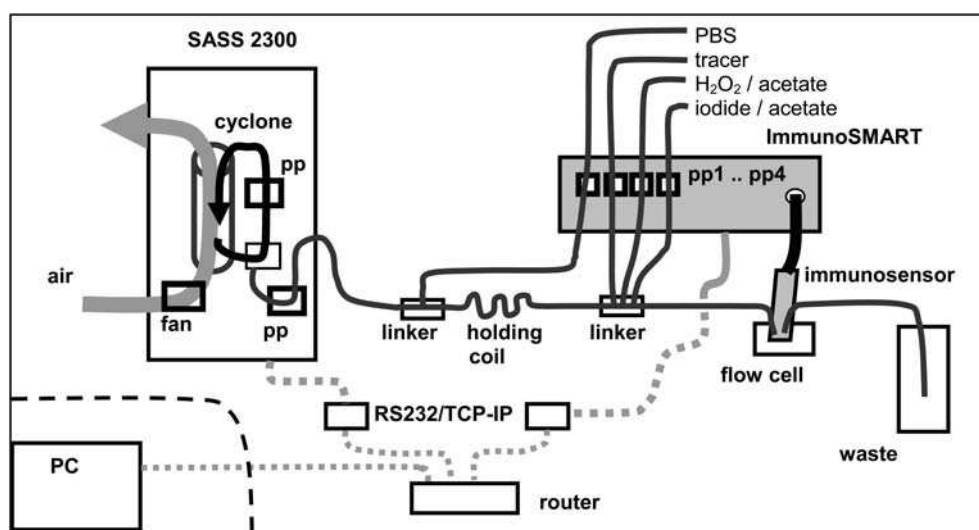 SASS 2300
PBS
tracer
H₂O₂ / acetate
iodide / acetate
ImmunoSMART
cyclone
pp
pp1 .. pp4
air
immunosensor
fan
pp
linker
holding
coil
linker
flow cell
RS232/TCP-IP
waste
PC
router